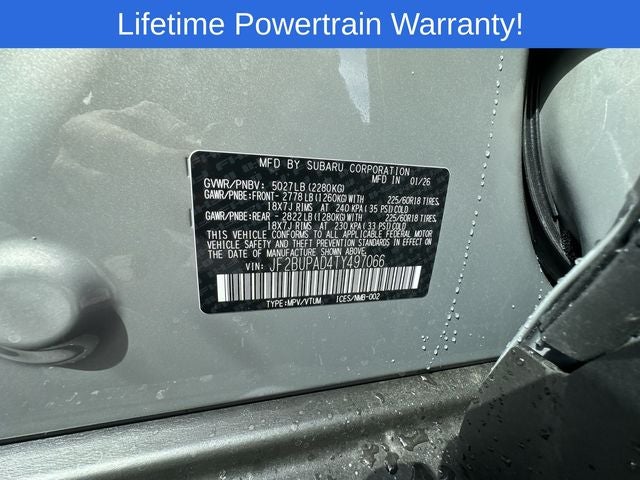 Lifetime Powertrain Warranty!
MFD BY SUBARU CORPORATION
MFD IN 01/26
GVWR/PNBV: 5027LB(2280KG)
GAWR/PNBE:FRONT- 2778LB(1260KG)WITH 225/60R18 TIRES,
18X7J RIMS AT 240 KPA(35 PSI)COLD
GAWR/PNBE:REAR - 2822LB(1280KG)WITH 225/60R18 TIRES,
18X7J RIMS AT 230 KPA(33 PSI)COLD
THIS VEHICLE CONFORMS TO ALL APPLICABLE FEDERAL MOTOR
VEHICLE SAFETY AND THEFT PREVENTION STANDARDS IN EFFECT ON
THE DATE OF MANUFACTURE SHOWN ABOVE.
VIN: JF2BUPAD4TY497066
TYPE:MPV/VTUM ICES/NMB-002